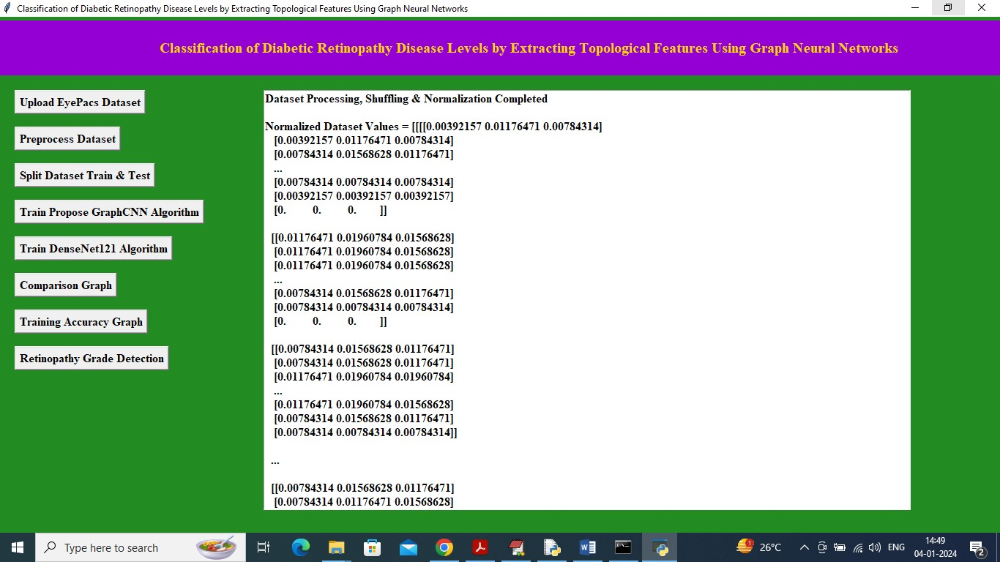 Classification of Diabetic Retinopathy Disease Levels by Extracting Topological Features Using Graph Neural Networks
Classification of Diabetic Retinopathy Disease Levels by Extracting Topological Features Using Graph Neural Networks
Upload EyePacs Dataset
Preprocess Dataset
Split Dataset Train & Test
Train Propose GraphCNN Algorithm
Train DenseNet121 Algorithm
Comparison Graph
Training Accuracy Graph
Retinopathy Grade Detection
Dataset Processing, Shuffling & Normalization Completed
Normalized Dataset Values = [[[[0.00392157 0.01176471 0.00784314]
[0.00392157 0.01176471 0.00784314]
[0.00784314 0.01568628 0.01176471]
...
[0.00784314 0.00784314 0.00784314]
[0.00392157 0.00392157 0.00392157]
[0. 0. 0. ]]
[[0.01176471 0.01960784 0.01568628]
[0.01176471 0.01960784 0.01568628]
[0.01176471 0.01960784 0.01568628]
...
[0.00784314 0.01568628 0.01176471]
[0.00784314 0.00784314 0.00784314]
[0. 0. 0. ]]
[[0.00784314 0.01568628 0.01176471]
[0.00784314 0.01568628 0.01176471]
[0.01176471 0.01960784 0.01960784]
...
[0.01176471 0.01960784 0.01568628]
[0.00784314 0.01568628 0.01176471]
[0.00784314 0.00784314 0.00784314]]
...
[[0.00784314 0.01568628 0.01176471]
[0.00784314 0.01176471 0.01568628]
Type here to search
1
26°C
ENG
14:49
04-01-2024
2